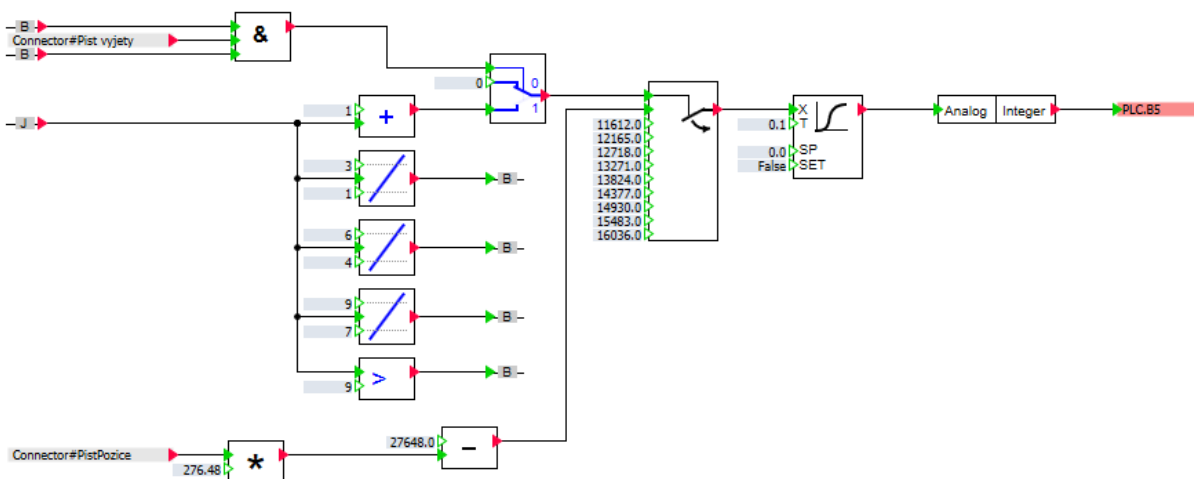 B
Connector#Pist vyjety
B
&
0
0
1
J
1
+
3
1
B
6
4
B
9
7
B
>
9
B
11612.0
12165.0
12718.0
13271.0
13824.0
14377.0
14930.0
15483.0
16036.0
X
0.1 T
0.0 SP
False SET
Analog Integer
PLC.B5
Connector#PistPozice
276.48
*
27648.0
-